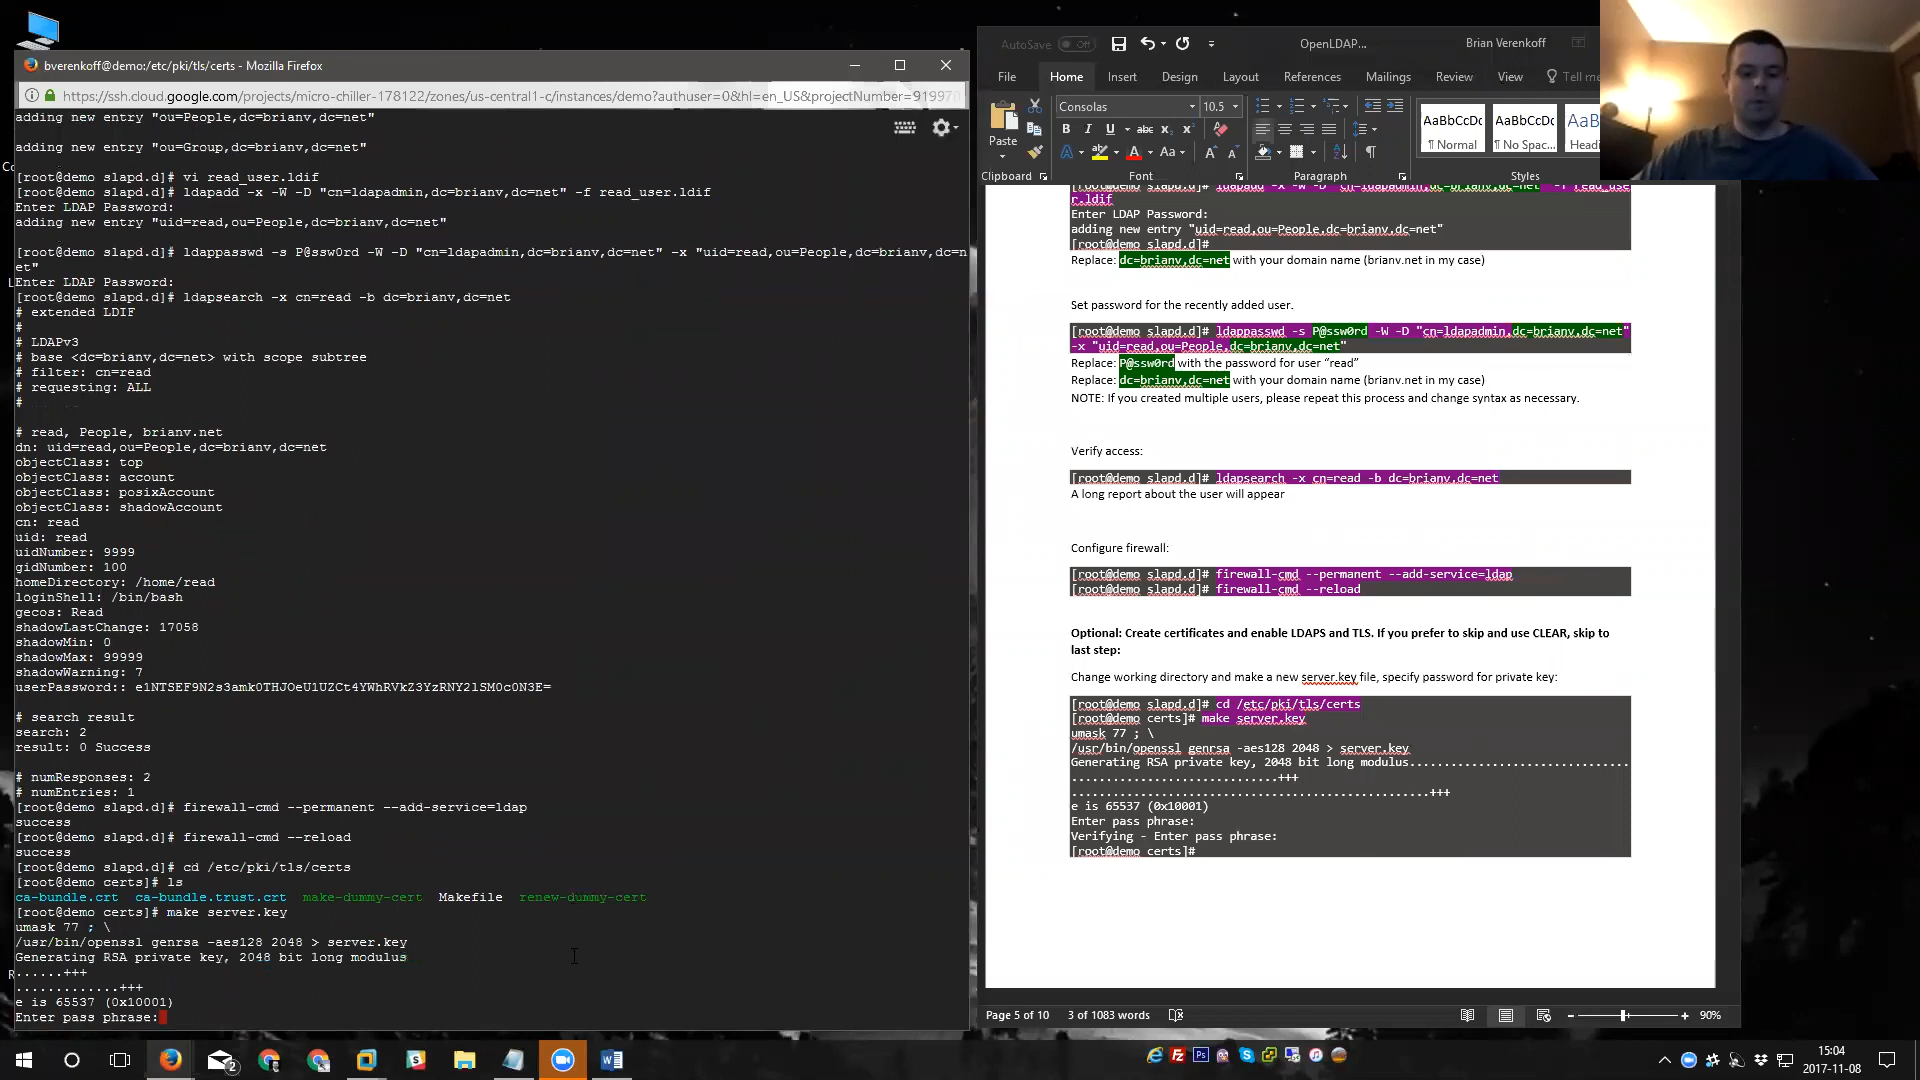 bverenkoff@demo:/etc/pki/tls/certs - Mozilla Firefox
https://ssh.cloud.google.com/projects/micro-chiller-178122/zones/us-central1-c/instances/demo?authuser=0&hl=en_US&projectNumber=919970
adding new entry "ou=People,dc=brianv,dc=net"
adding new entry "ou=Group,dc=brianv,dc=net"
[root@demo slapd.d]# vi read_user.ldif
[root@demo slapd.d]# ldapadd -x -W -D "cn=ldapadmin,dc=brianv,dc=net" -f read_user.ldif
Enter LDAP Password:
adding new entry "uid=read,ou=People,dc=brianv,dc=net"
[root@demo slapd.d]# ldappasswd -s P@ssw0rd -W -D "cn=ldapadmin,dc=brianv,dc=net" -x "uid=read,ou=People,dc=brianv,dc=n
et"
Enter LDAP Password:
[root@demo slapd.d]# ldapsearch -x cn=read -b dc=brianv,dc=net
# extended LDIF
#
# LDAPv3
# base <dc=brianv,dc=net> with scope subtree
# filter: cn=read
# requesting: ALL
#
# read, People, brianv.net
dn: uid=read,ou=People,dc=brianv,dc=net
objectClass: top
objectClass: account
objectClass: posixAccount
objectClass: shadowAccount
cn: read
uid: read
uidNumber: 9999
gidNumber: 100
homeDirectory: /home/read
loginShell: /bin/bash
gecos: Read
shadowLastChange: 17058
shadowMin: 0
shadowMax: 99999
shadowWarning: 7
userPassword:: e1NTSEF9N2s3amk0THJOeU1UZCt4YWhRVkZ3YzRNY2lSM0c0N3E=
# search result
search: 2
result: 0 Success
# numResponses: 2
# numEntries: 1
[root@demo slapd.d]# firewall-cmd --permanent --add-service=ldap
success
[root@demo slapd.d]# firewall-cmd --reload
success
[root@demo slapd.d]# cd /etc/pki/tls/certs
[root@demo certs]# ls
ca-bundle.crt ca-bundle.trust.crt make-dummy-cert Makefile renew-dummy-cert
[root@demo certs]# make server.key
umask 77 ; \
/usr/bin/openssl genrsa -aes128 2048 > server.key
Generating RSA private key, 2048 bit long modulus
......+++
.............+++
e is 65537 (0x10001)
Enter pass phrase:
AutoSave Off OpenLDAP... Brian Verenkoff
File Home Insert Design Layout References Mailings Review View Tell me
Paste Consolas 10.5
B I U abc x₂ x² Aa
AaBbCcDc AaBbCcDc AaBb
¶ Normal ¶ No Spac... Headi
Clipboard Font Paragraph Styles
[root@demo slapd.d]# ldapadd -x -W -D "cn=ldapadmin,dc=brianv,dc=net" -f read_use
r.ldif
Enter LDAP Password:
adding new entry "uid=read,ou=People,dc=brianv,dc=net"
[root@demo slapd.d]#
Replace: dc=brianv,dc=net with your domain name (brianv.net in my case)
Set password for the recently added user.
[root@demo slapd.d]# ldappasswd -s P@ssw0rd -W -D "cn=ldapadmin,dc=brianv,dc=net"
-x "uid=read,ou=People,dc=brianv,dc=net"
Replace: P@ssw0rd with the password for user “read”
Replace: dc=brianv,dc=net with your domain name (brianv.net in my case)
NOTE: If you created multiple users, please repeat this process and change syntax as necessary.
Verify access:
[root@demo slapd.d]# ldapsearch -x cn=read -b dc=brianv,dc=net
A long report about the user will appear
Configure firewall:
[root@demo slapd.d]# firewall-cmd --permanent --add-service=ldap
[root@demo slapd.d]# firewall-cmd --reload
Optional: Create certificates and enable LDAPS and TLS. If you prefer to skip and use CLEAR, skip to
last step:
Change working directory and make a new server.key file, specify password for private key:
[root@demo slapd.d]# cd /etc/pki/tls/certs
[root@demo certs]# make server.key
umask 77 ; \
/usr/bin/openssl genrsa -aes128 2048 > server.key
Generating RSA private key, 2048 bit long modulus.................................
...............................+++
.....................................................+++
e is 65537 (0x10001)
Enter pass phrase:
Verifying - Enter pass phrase:
[root@demo certs]#
Page 5 of 10 3 of 1083 words 90%
15:04
2017-11-08